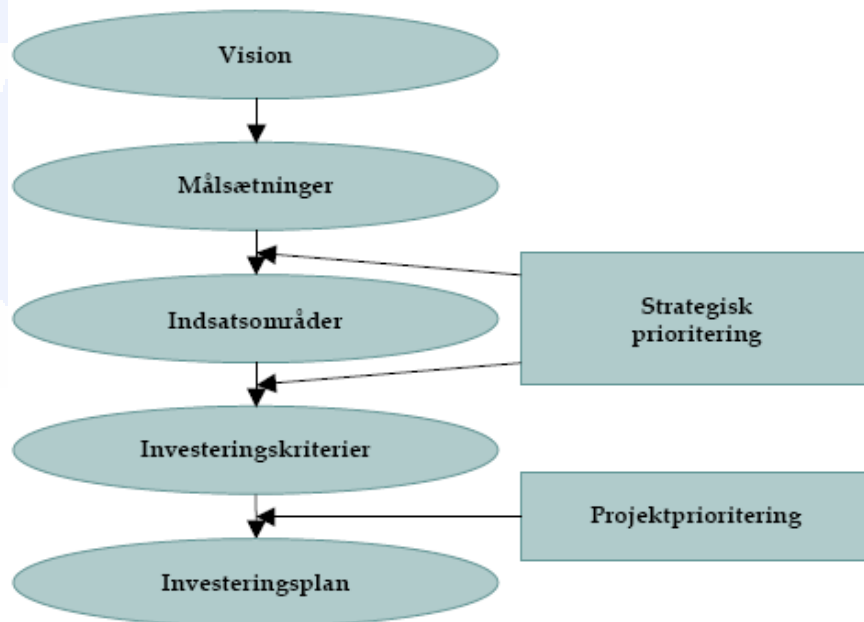 Vision
Målsætninger
Indsatsområder
Strategisk
prioritering
Investeringskriterier
Projektprioritering
Investeringsplan